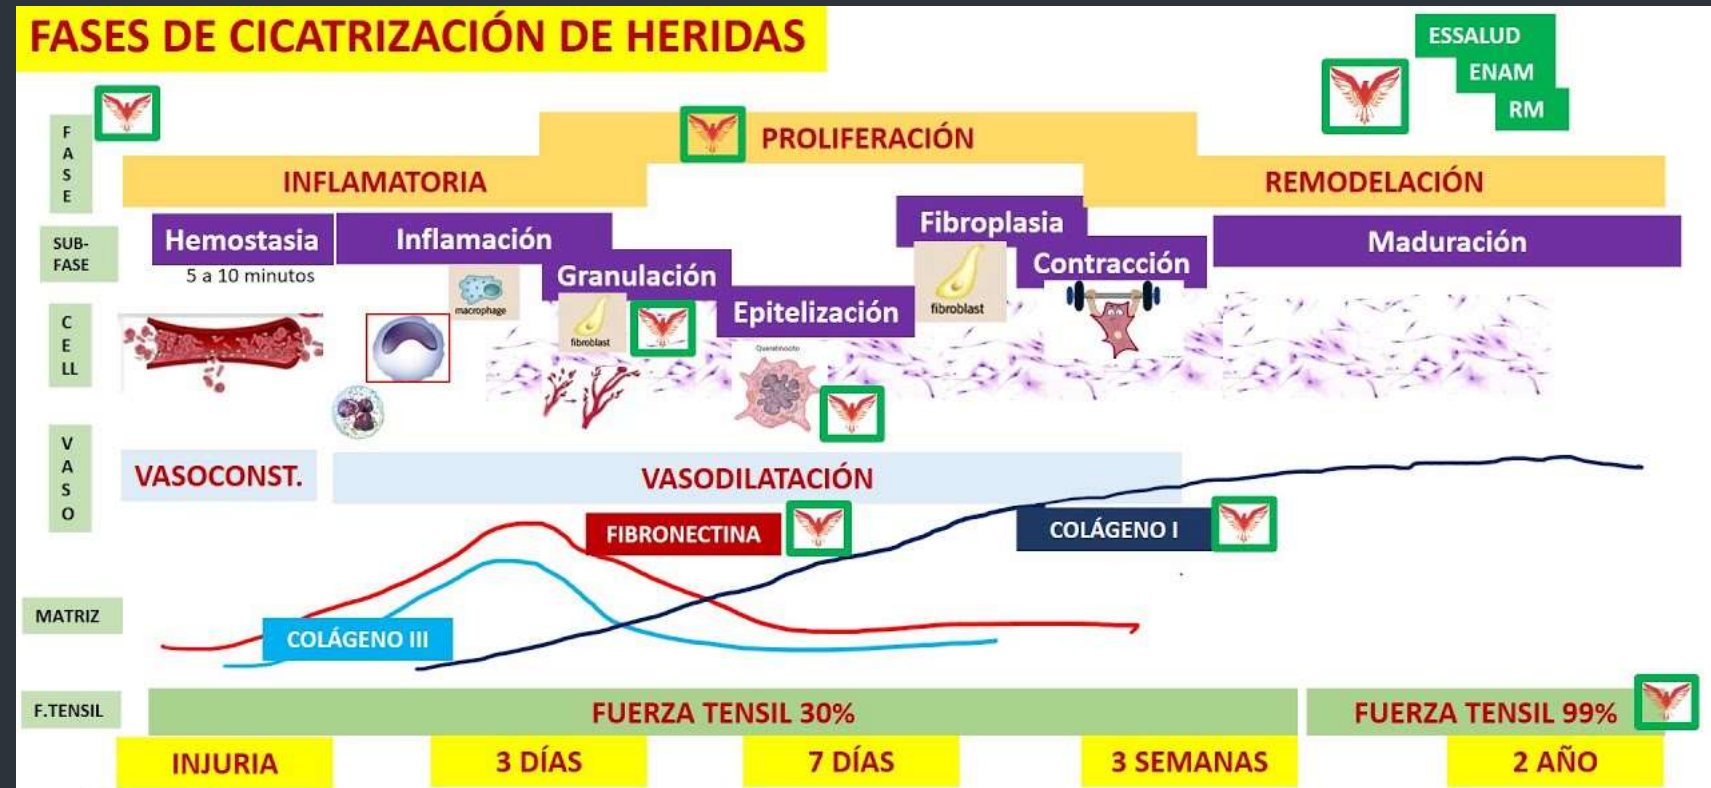 FASES DE CICATRIZACIÓN DE HERIDAS
ESSALUD
ENAM
RM
F
A
S
E
PROLIFERACIÓN
INFLAMATORIA
REMODELACIÓN
SUB-
FASE
Hemostasia
5 a 10 minutos
Inflamación
Granulación
Epitelización
Fibroplasia
Contracción
Maduración
C
E
LL
macrophage
fibroblast
Queratinocito
fibroblast
V
A
S
O
VASOCONST.
VASODILATACIÓN
FIBRONECTINA
COLÁGENO I
MATRIZ
COLÁGENO III
F.TENSIL
FUERZA TENSIL 30%
FUERZA TENSIL 99%
INJURIA
3 DÍAS
7 DÍAS
3 SEMANAS
2 AÑO